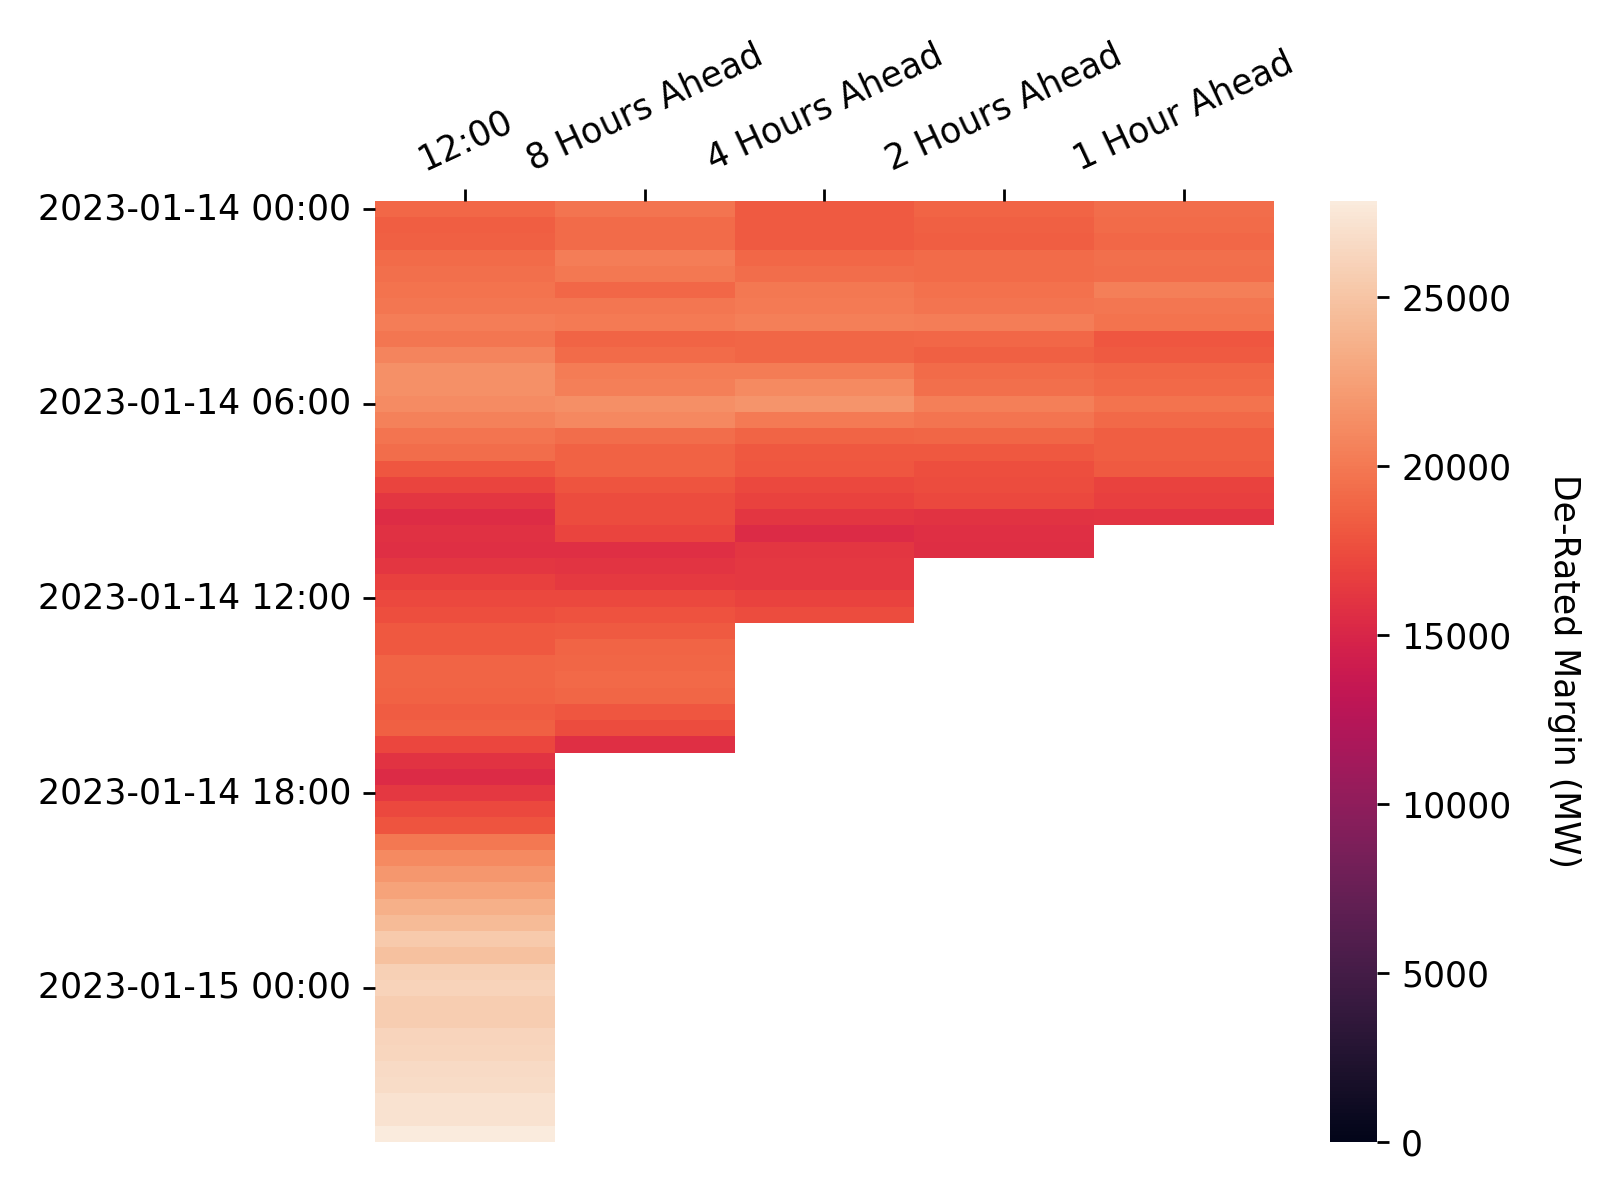 12:00
8 Hours Ahead
4 Hours Ahead
2 Hours Ahead
1 Hour Ahead
2023-01-14 00:00
2023-01-14 06:00
2023-01-14 12:00
2023-01-14 18:00
2023-01-15 00:00
25000
20000
15000
10000
5000
0
De-Rated Margin (MW)